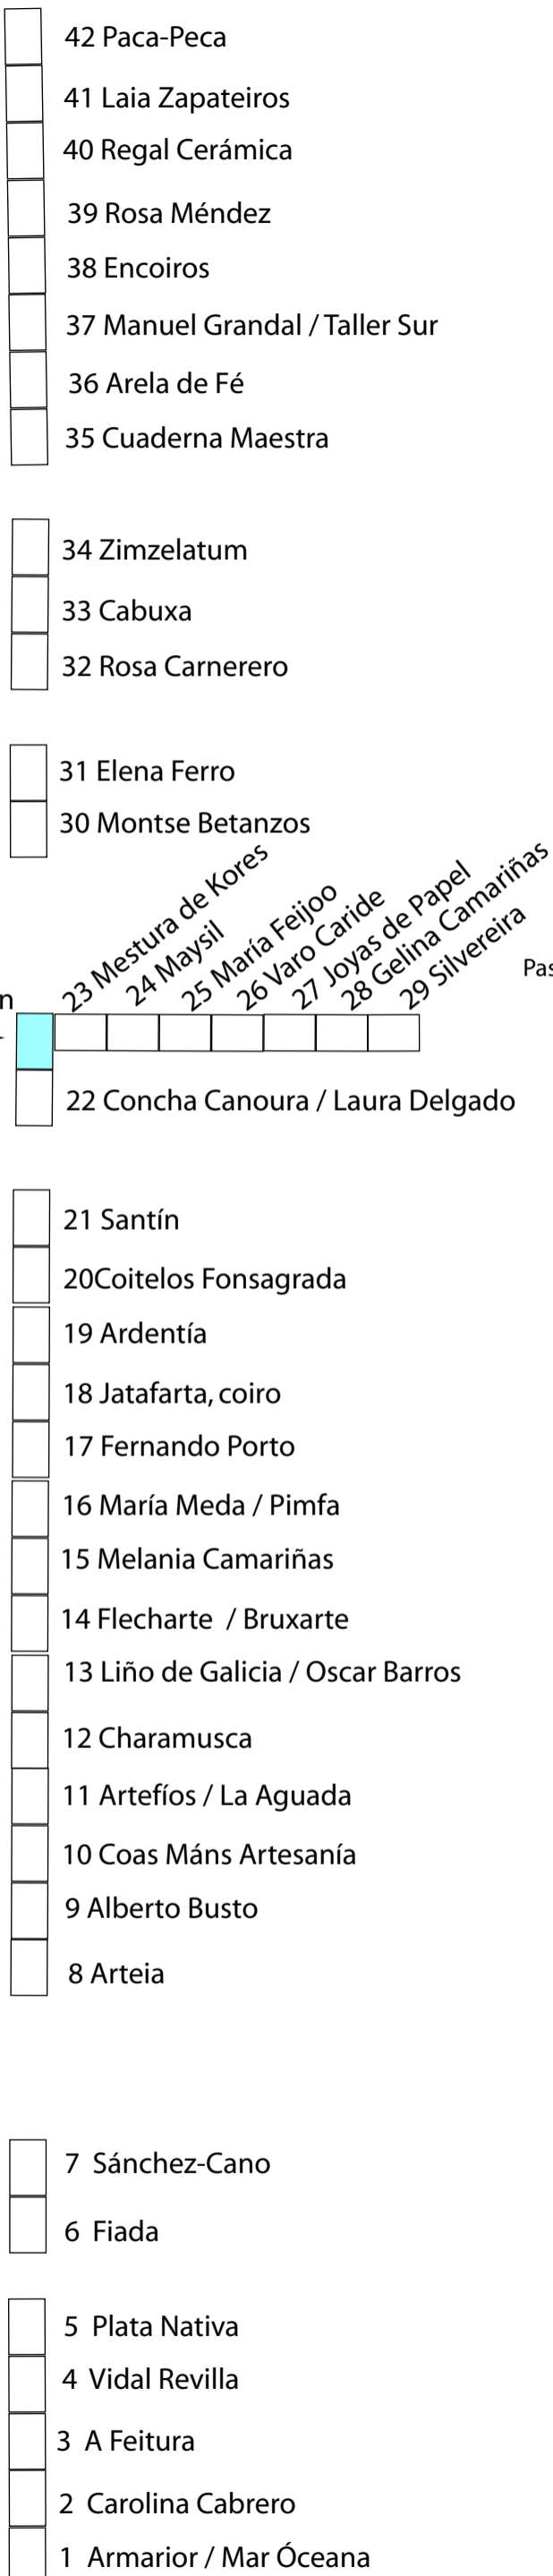 42 Paca-Peca
41 Laia Zapateiros
40 Regal Cerámica
39 Rosa Méndez
38 Encoiros
37 Manuel Grandal / Taller Sur
36 Arela de Fé
35 Cuaderna Maestra
34 Zimzelatum
33 Cabuxa
32 Rosa Carnerero
31 Elena Ferro
30 Montse Betanzos
23 Mestura de Kores
24 Maysil
25 María Feijoo
26 Varo Caride
27 Joyas de Papel
28 Gelina Camariñas
29 Silvereira
Pas
n
22 Concha Canoura / Laura Delgado
21 Santín
20Coitelos Fonsagrada
19 Ardentía
18 Jatafarta, coiro
17 Fernando Porto
16 María Meda / Pimfa
15 Melania Camariñas
14 Flecharte / Bruxarte
13 Liño de Galicia / Oscar Barros
12 Charamusca
11 Artefíos / La Aguada
10 Coas Máns Artesanía
9 Alberto Busto
8 Arteia
7 Sánchez-Cano
6 Fiada
5 Plata Nativa
4 Vidal Revilla
3 A Feitura
2 Carolina Cabrero
1 Armarior / Mar Óceana